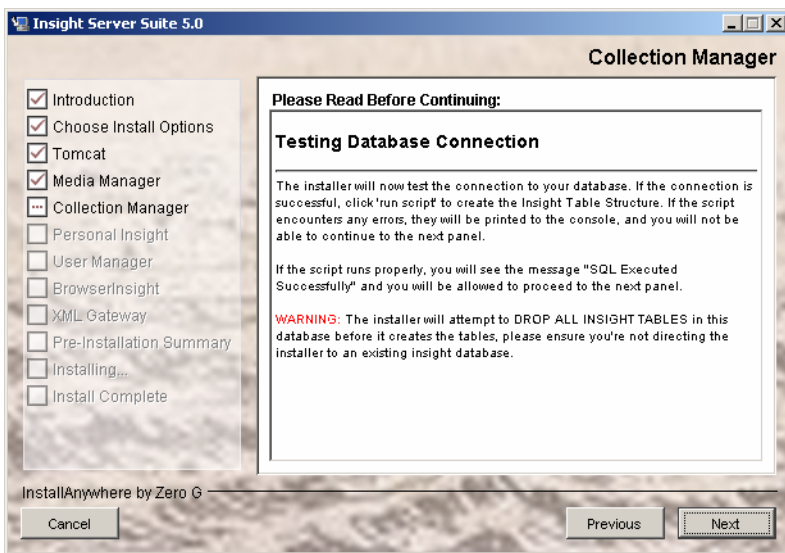 Insight Server Suite 5.0
Collection Manager
Introduction
Choose Install Options
Tomcat
Media Manager
Collection Manager
Personal Insight
User Manager
BrowserInsight
XML Gateway
Pre-Installation Summary
Installing...
Install Complete
Please Read Before Continuing:
Testing Database Connection
The installer will now test the connection to your database. If the connection is
successful, click 'run script' to create the Insight Table Structure. If the script
encounters any errors, they will be printed to the console, and you will not be
able to continue to the next panel.
If the script runs properly, you will see the message "SQL Executed
Successfully" and you will be allowed to proceed to the next panel.
WARNING: The installer will attempt to DROP ALL INSIGHT TABLES in this
database before it creates the tables, please ensure you're not directing the
installer to an existing insight database.
InstallAnywhere by Zero G
Cancel
Previous
Next